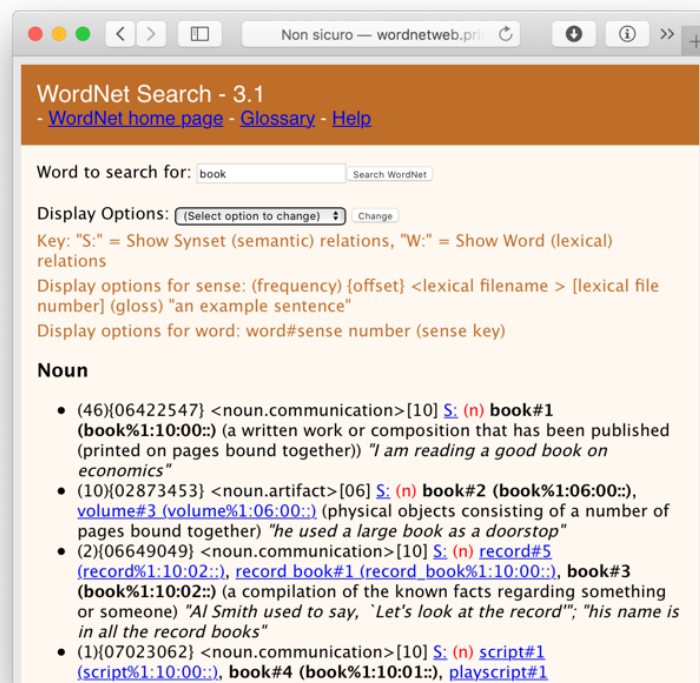 Non sicuro — wordnetweb.pri
WordNet Search - 3.1
- WordNet home page - Glossary - Help
Word to search for: book Search WordNet
Display Options: (Select option to change) Change
Key: "S:" = Show Synset (semantic) relations, "W:" = Show Word (lexical)
relations
Display options for sense: (frequency) {offset} <lexical filename > [lexical file
number] (gloss) "an example sentence"
Display options for word: word#sense number (sense key)
Noun
• (46){06422547} <noun.communication>[10] S: (n) book#1
(book%1:10:00::) (a written work or composition that has been published
(printed on pages bound together)) "I am reading a good book on
economics"
• (10){02873453} <noun.artifact>[06] S: (n) book#2 (book%1:06:00::),
volume#3 (volume%1:06:00::) (physical objects consisting of a number of
pages bound together) "he used a large book as a doorstop"
• (2){06649049} <noun.communication>[10] S: (n) record#5
(record%1:10:02::), record book#1 (record_book%1:10:00::), book#3
(book%1:10:02::) (a compilation of the known facts regarding something
or someone) "Al Smith used to say, `Let's look at the record'"; "his name is
in all the record books"
• (1){07023062} <noun.communication>[10] S: (n) script#1
(script%1:10:00::), book#4 (book%1:10:01::), playscript#1